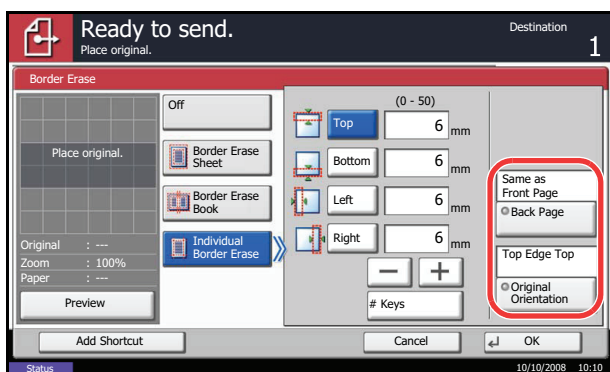 Ready to send.
Place original.
Destination
1
Border Erase
Place original.
Original : ---
Zoom : 100%
Paper : ---
Preview
Off
Border Erase
Sheet
Border Erase
Book
Individual
Border Erase
(0 - 50)
Top 6 mm
Bottom 6 mm
Left 6 mm
Right 6 mm
− +
# Keys
Same as
Front Page
Back Page
Top Edge Top
Original
Orientation
Add Shortcut
Cancel
OK
Status
10/10/2008 10:10